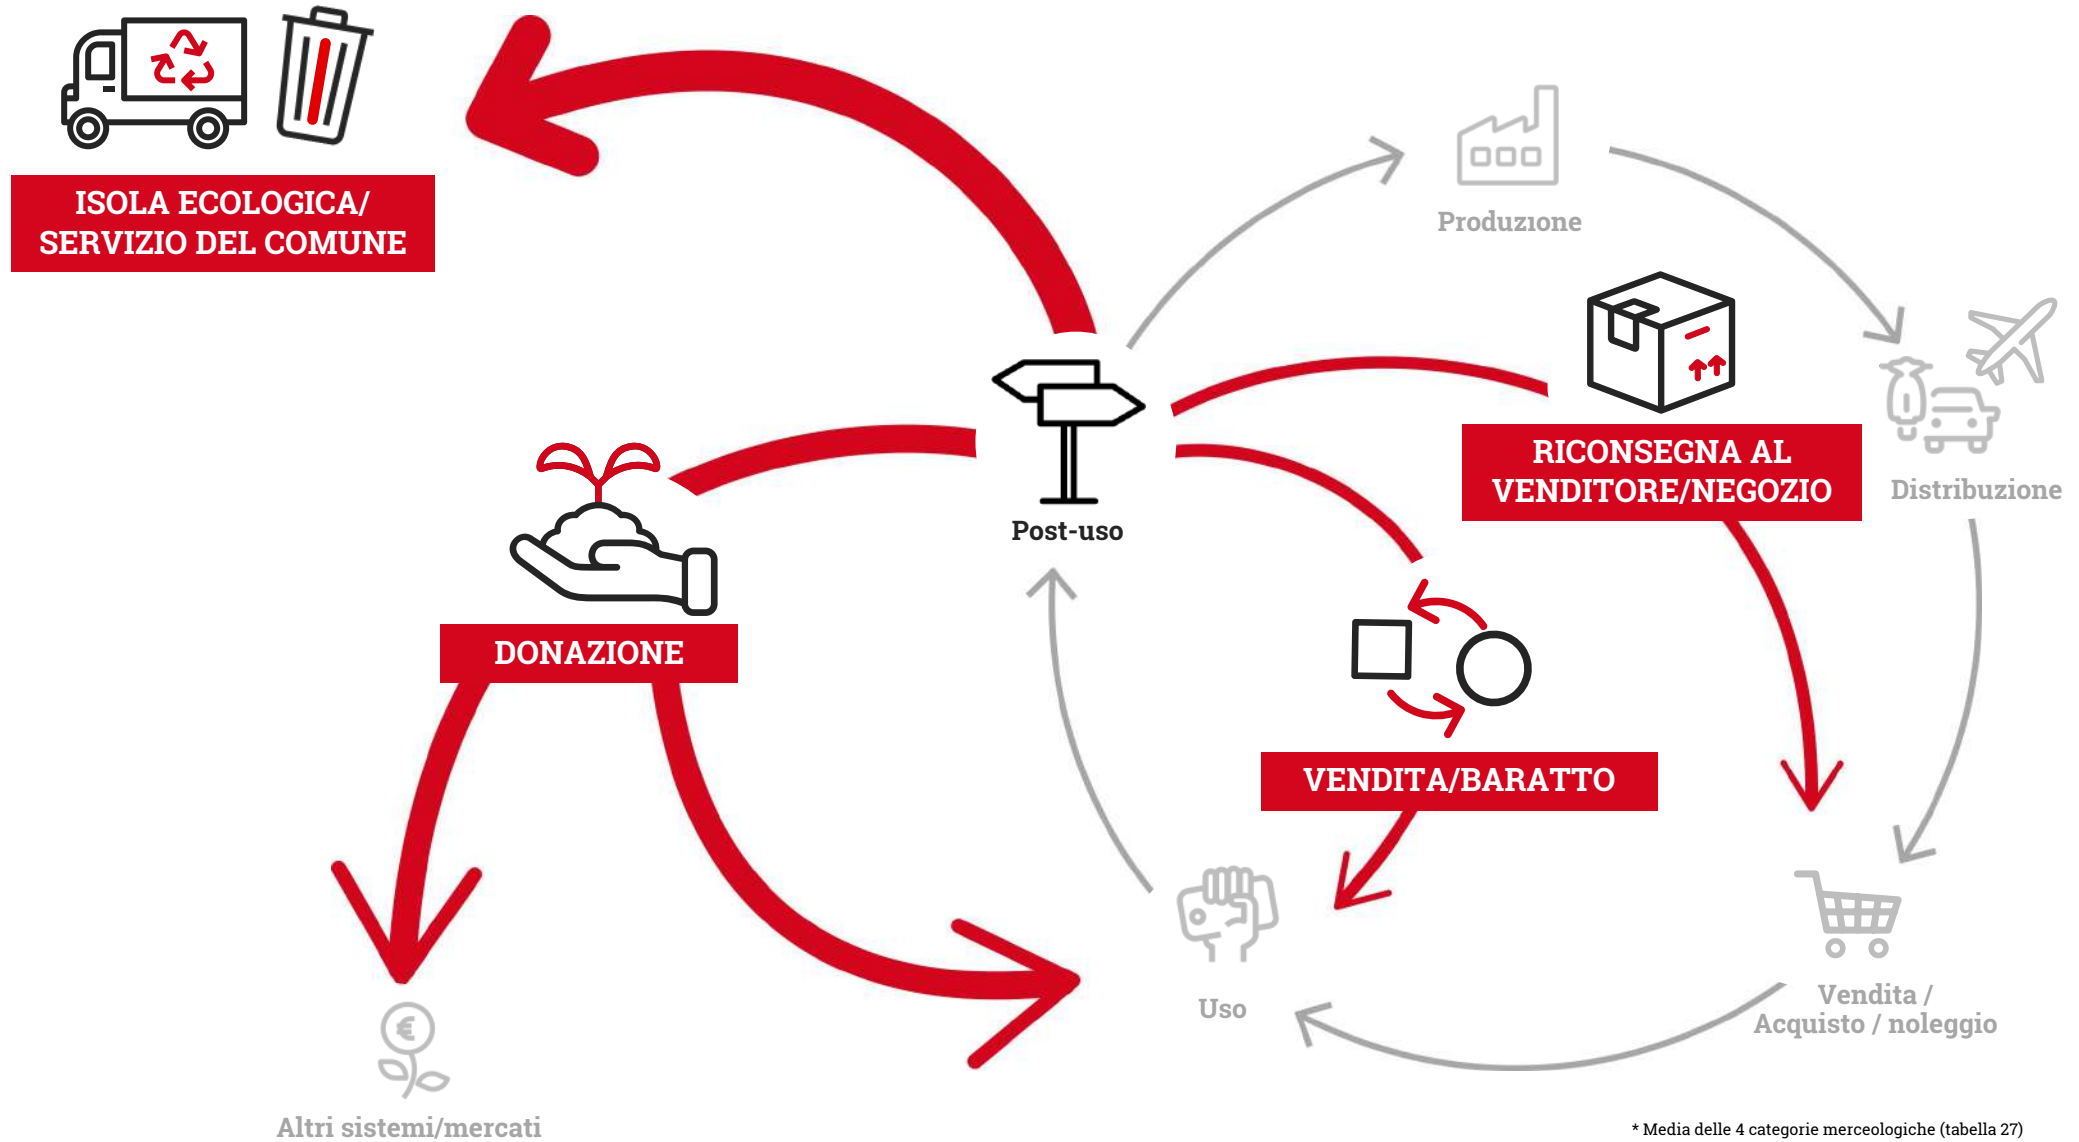 ISOLA ECOLOGICA/
SERVIZIO DEL COMUNE
Produzione
RICONSEGNA AL
VENDITORE/NEGOZIO
Distribuzione
Post-uso
DONAZIONE
VENDITA/BARATTO
Uso
Vendita /
Acquisto / noleggio
€
Altri sistemi/mercati
* Media delle 4 categorie merceologiche (tabella 27)